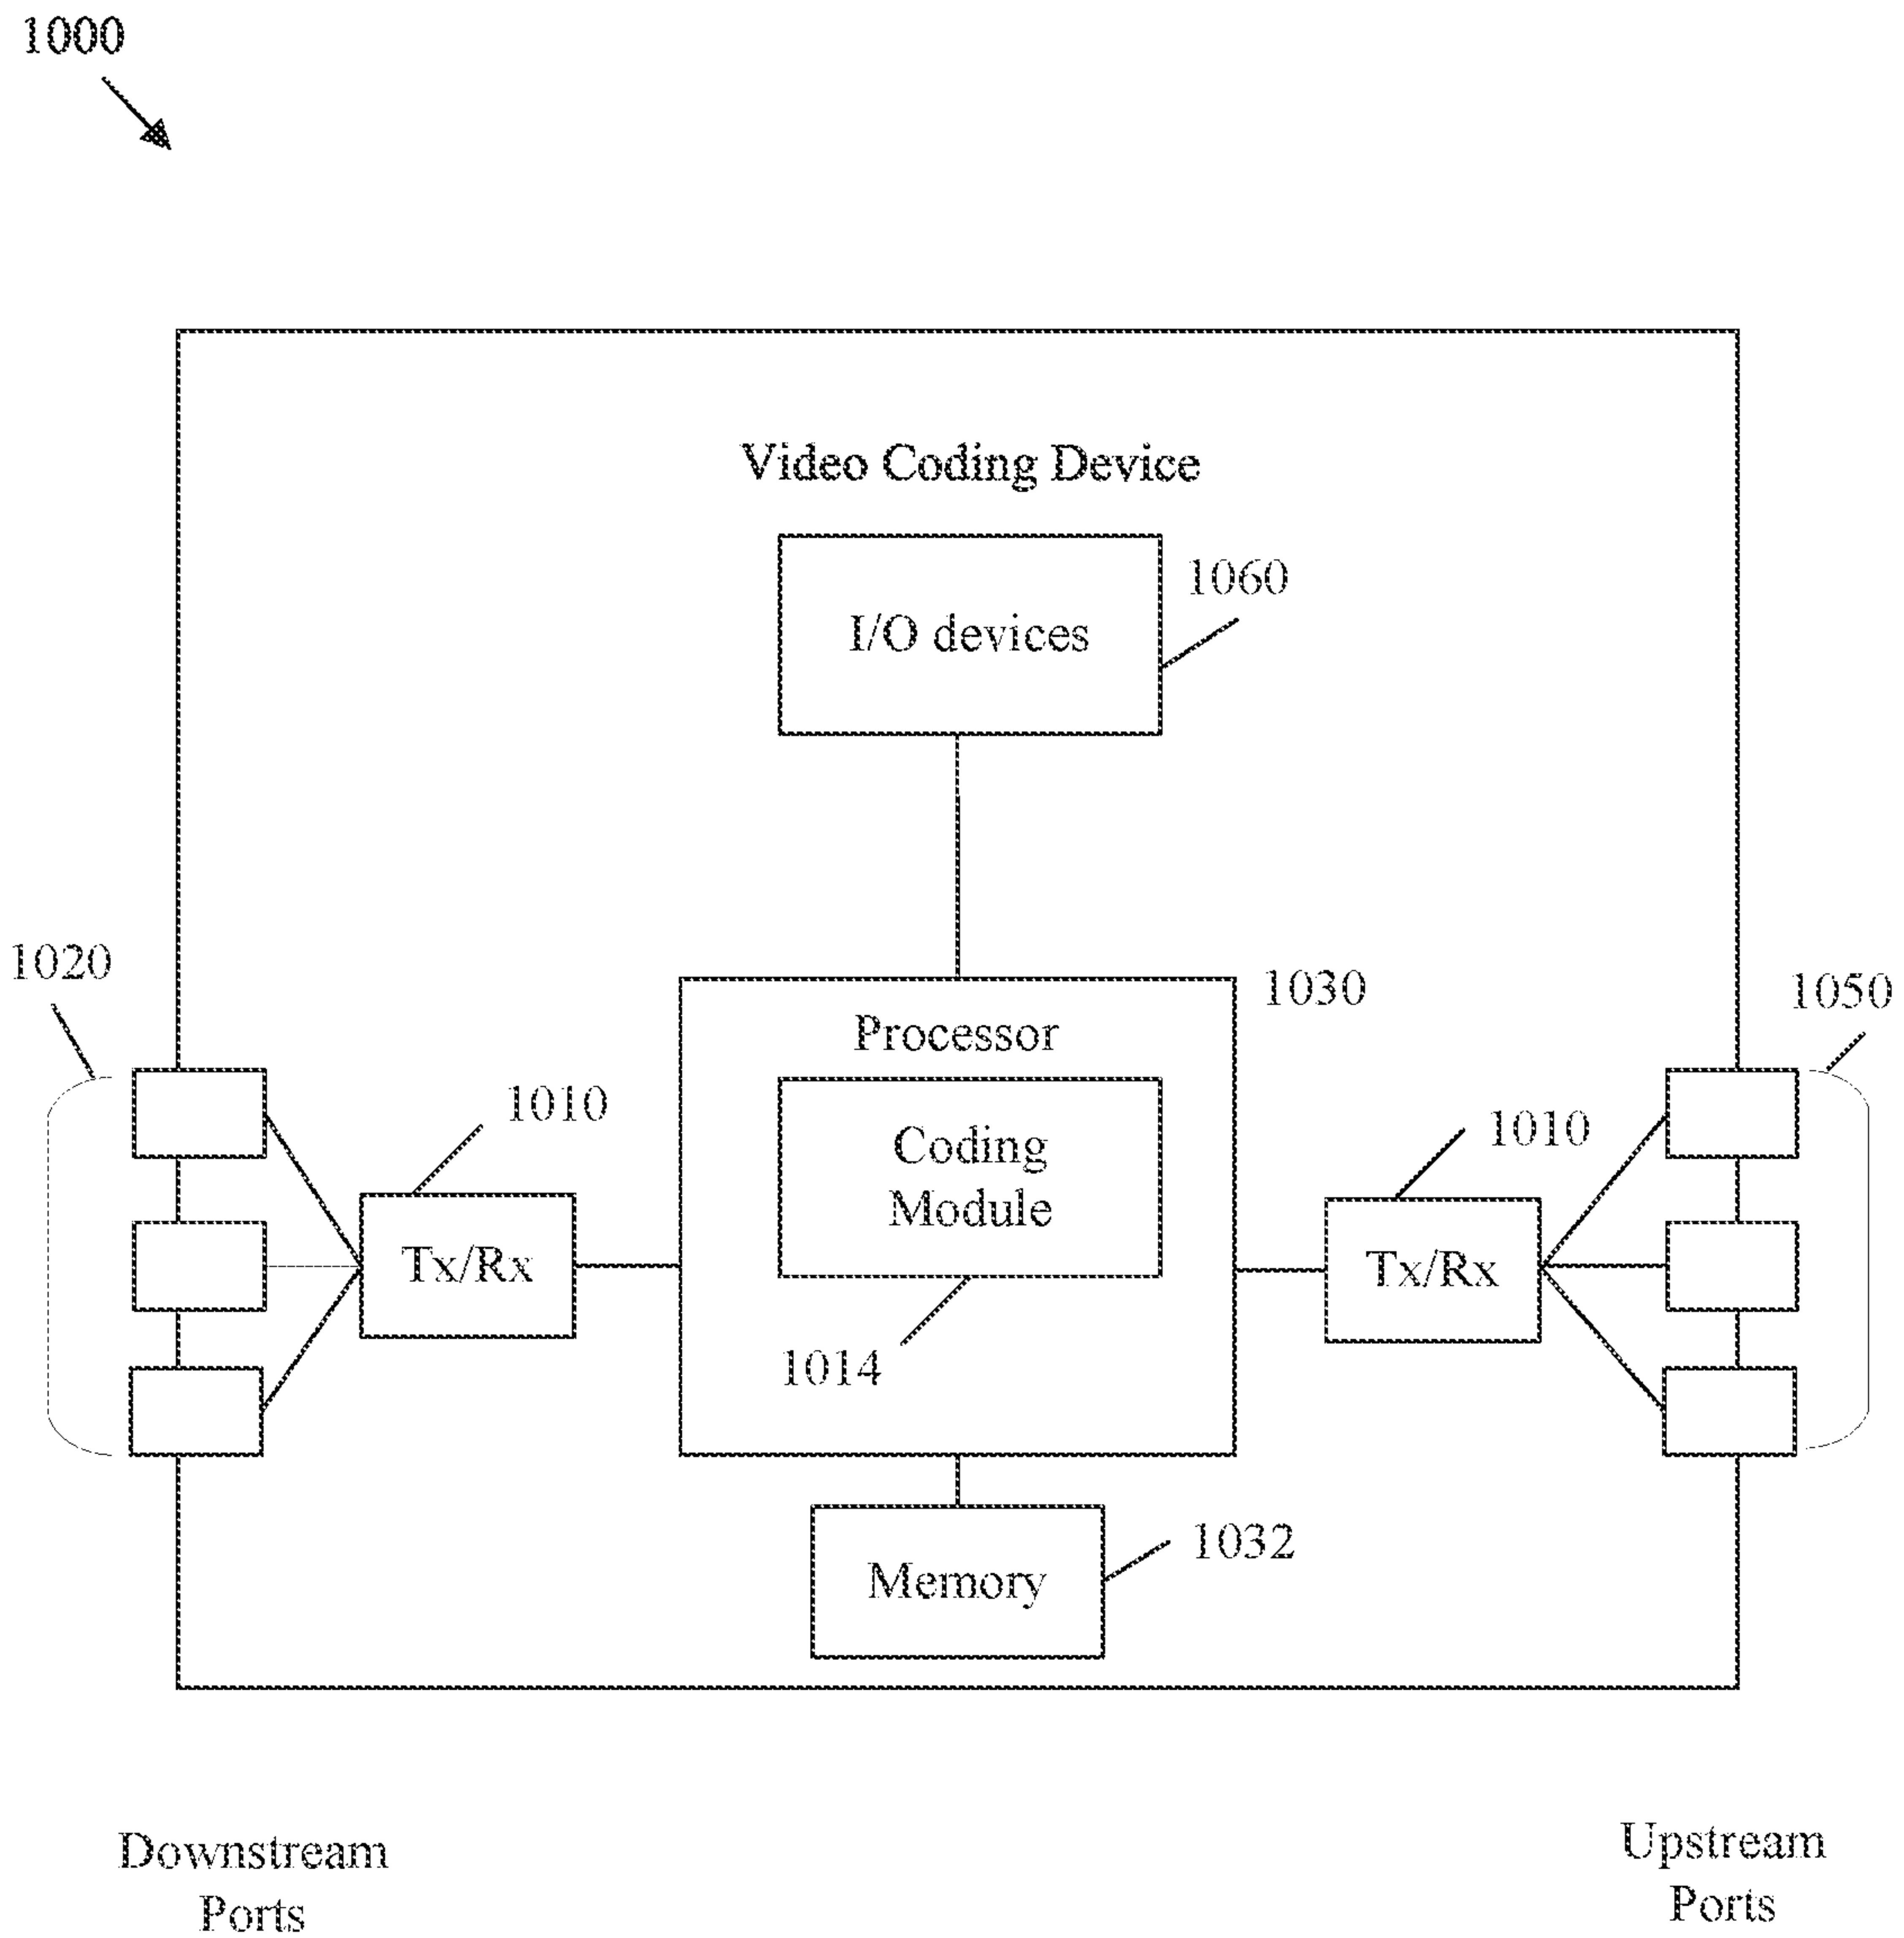 1000
Video Coding Device
I/O devices
1060
1020
1030
1050
Processor
1010
1010
Coding
Module
Tx/Rx
Tx/Rx
1014
1032
Memory
Downstream
Ports
Upstream
Ports